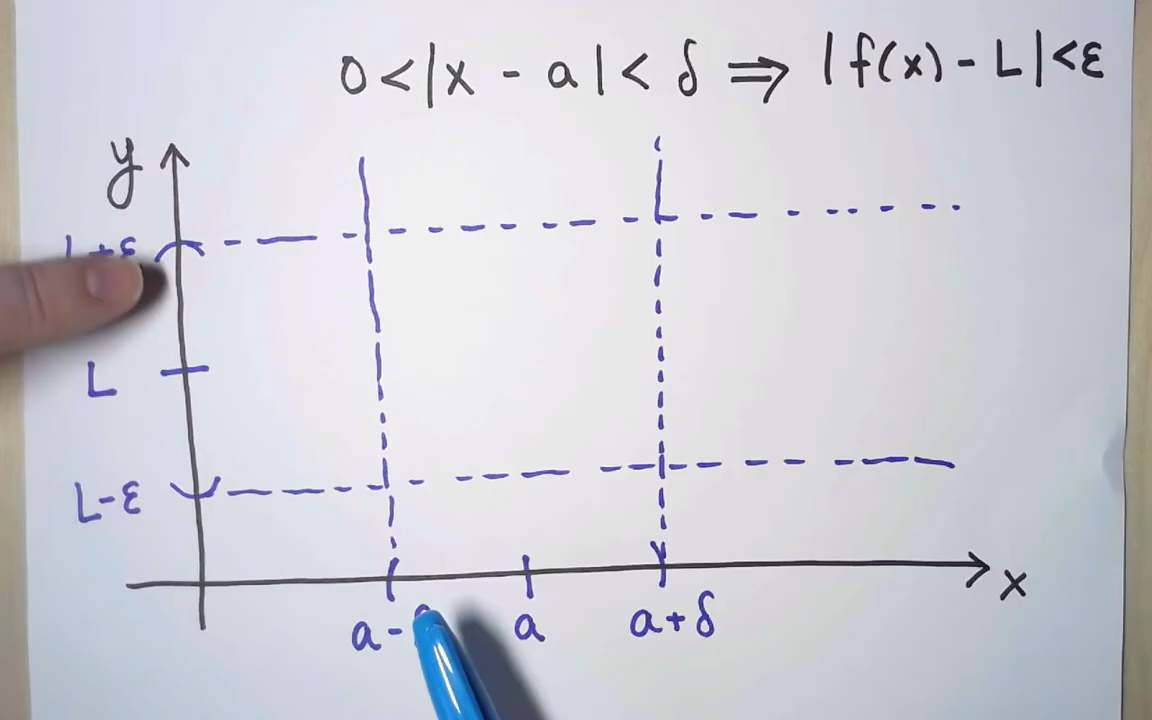 0 < |x - a| < δ ⇒ |f(x) - L| < ε
y
L+ε
L
L-ε
a-
a
a+δ
x